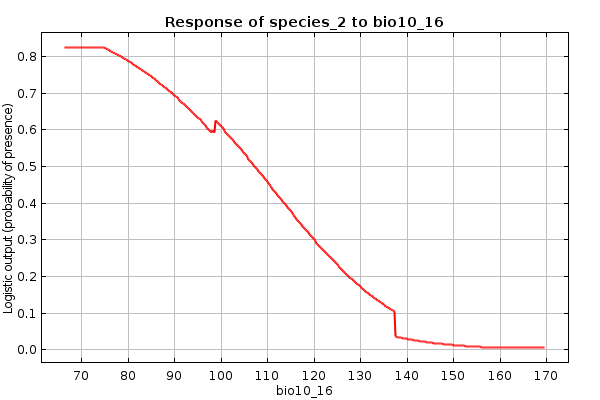 Response of species_2 to bio10_16
Logistic output (probability of presence)
0.8
0.7
0.6
0.5
0.4
0.3
0.2
0.1
0.0
70 80 90 100 110 120 130 140 150 160 170
bio10_16